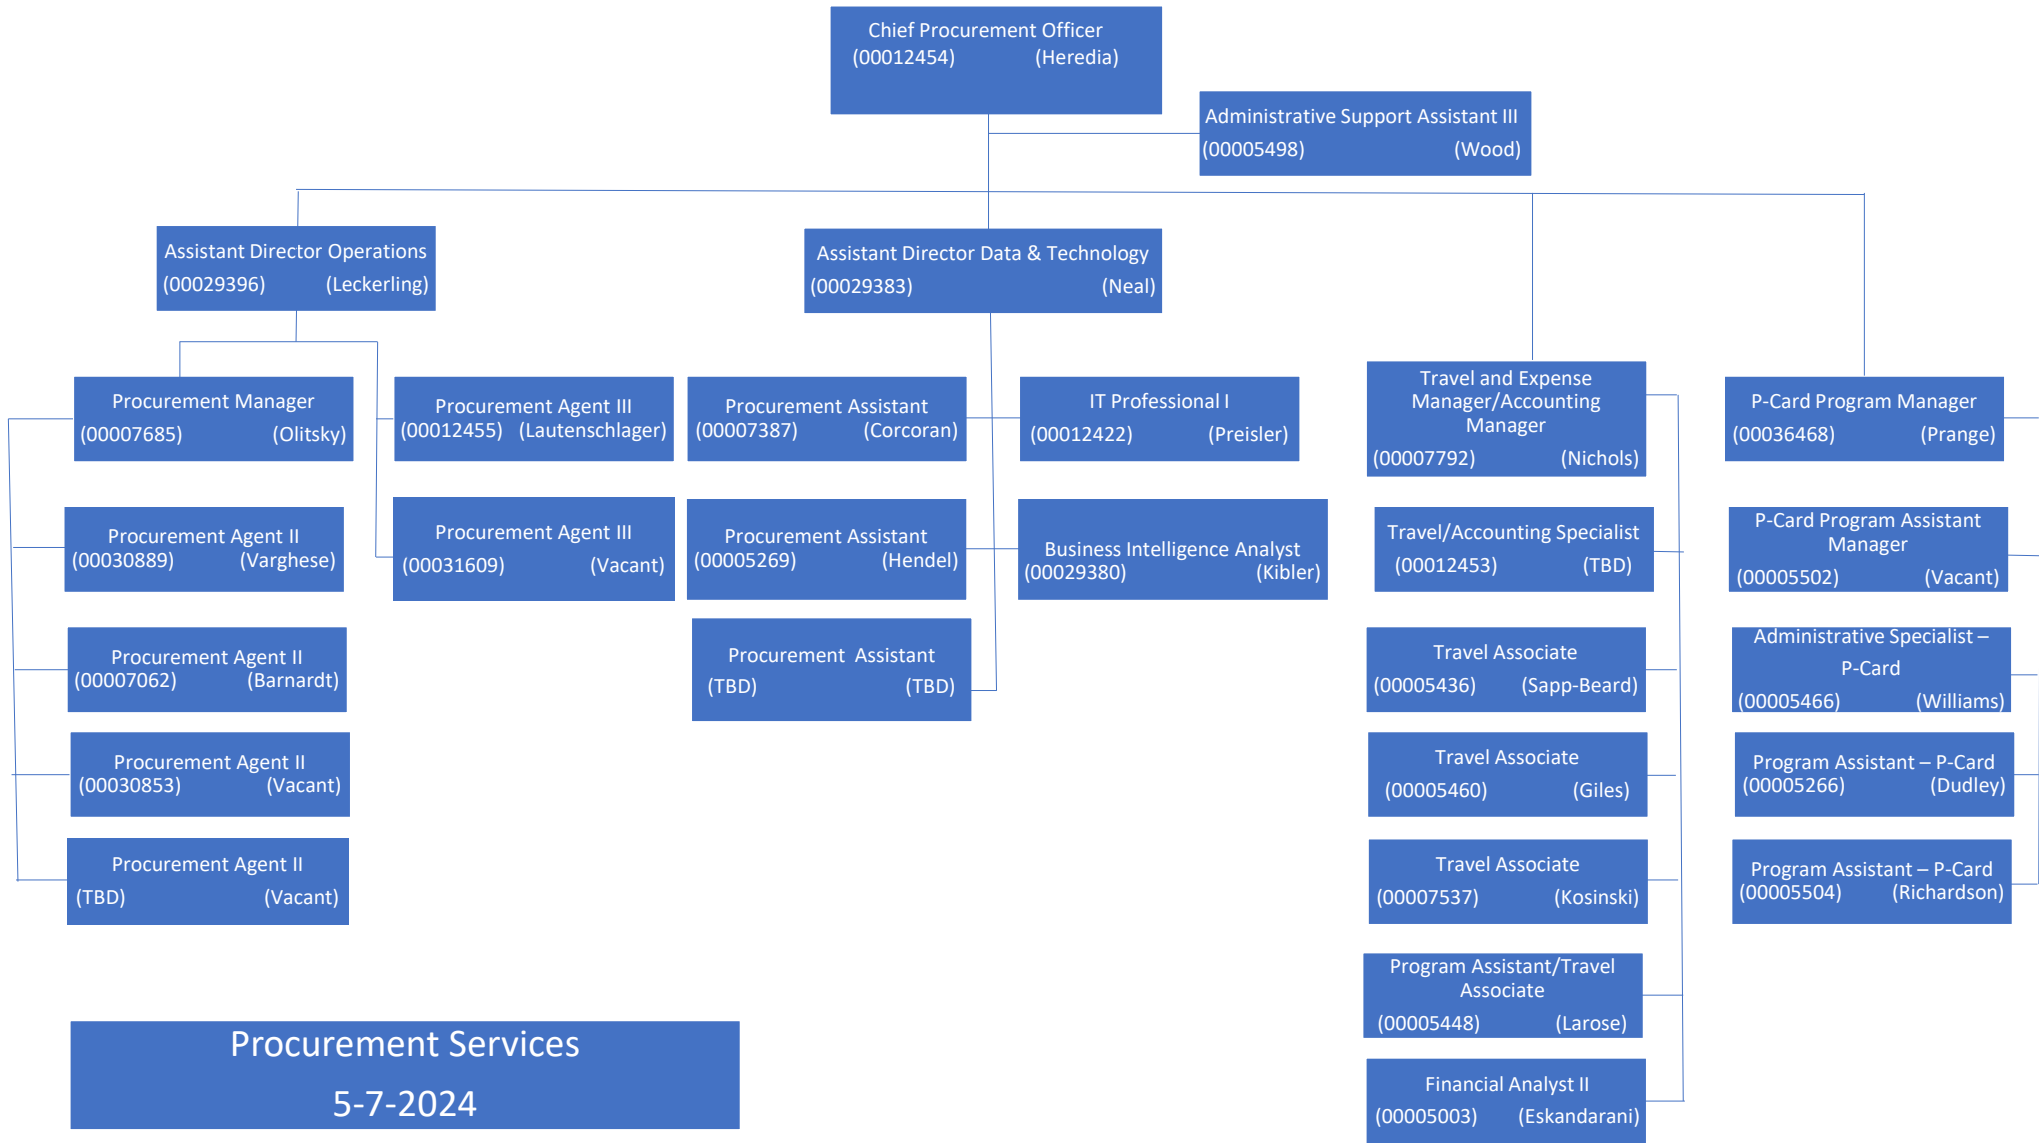 Chief Procurement Officer
(00012454) (Heredia)
Administrative Support Assistant III
(00005498) (Wood)
Assistant Director Operations
(00029396) (Leckerling)
Assistant Director Data & Technology
(00029383) (Neal)
Procurement Manager
(00007685) (Olitsky)
Procurement Agent II
(00030889) (Varghese)
Procurement Agent II
(00007062) (Barnardt)
Procurement Agent II
(00030853) (Vacant)
Procurement Agent II
(TBD) (Vacant)
Procurement Agent III
(00012455) (Lautenschlager)
Procurement Agent III
(00031609) (Vacant)
Procurement Assistant
(00007387) (Corcoran)
Procurement Assistant
(00005269) (Hendel)
Procurement Assistant
(TBD) (TBD)
IT Professional I
(00012422) (Preisler)
Business Intelligence Analyst
(00029380) (Kibler)
Travel and Expense
Manager/Accounting
Manager
(00007792) (Nichols)
Travel/Accounting Specialist
(00012453) (TBD)
Travel Associate
(00005436) (Sapp-Beard)
Travel Associate
(00005460) (Giles)
Travel Associate
(00007537) (Kosinski)
Program Assistant/Travel
Associate
(00005448) (Larose)
Financial Analyst II
(00005003) (Eskandarani)
P-Card Program Manager
(00036468) (Prange)
P-Card Program Assistant
Manager
(00005502) (Vacant)
Administrative Specialist –
P-Card
(00005466) (Williams)
Program Assistant – P-Card
(00005266) (Dudley)
Program Assistant – P-Card
(00005504) (Richardson)
Procurement Services
5-7-2024